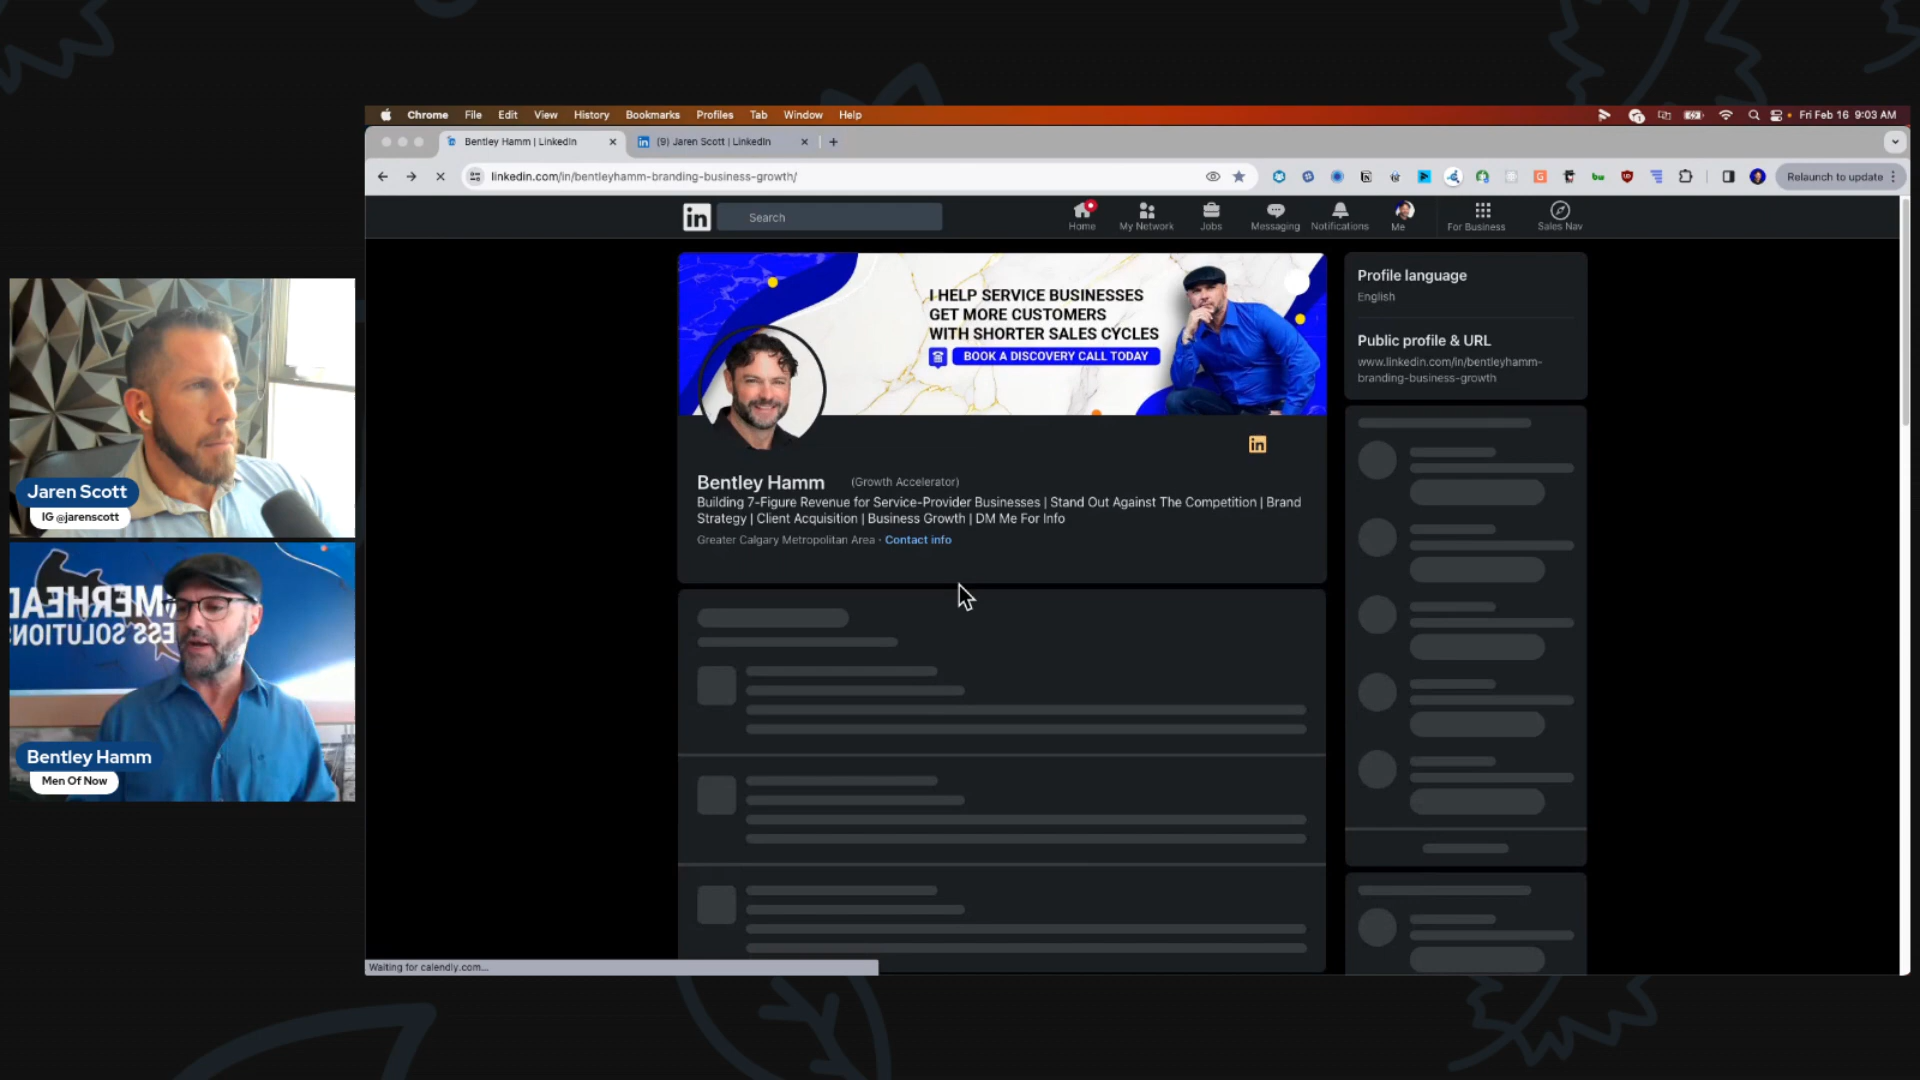 Chrome File Edit View History Bookmarks Profiles Tab Window Help
Fri Feb 16 9:03 AM
Bentley Hamm | LinkedIn
(9) Jaren Scott | LinkedIn
linkedin.com/in/bentleyhamm-branding-business-growth/
Relaunch to update
in
Search
Home
My Network
Jobs
Messaging
Notifications
Me
For Business
Sales Nav
I HELP SERVICE BUSINESSES
GET MORE CUSTOMERS
WITH SHORTER SALES CYCLES
BOOK A DISCOVERY CALL TODAY
in
Bentley Hamm (Growth Accelerator)
Building 7-Figure Revenue for Service-Provider Businesses | Stand Out Against The Competition | Brand
Strategy | Client Acquisition | Business Growth | DM Me For Info
Greater Calgary Metropolitan Area · Contact info
Profile language
English
Public profile & URL
www.linkedin.com/in/bentleyhamm-
branding-business-growth
Waiting for calendly.com...
Jaren Scott
IG @jarenscott
Bentley Hamm
Men Of Now